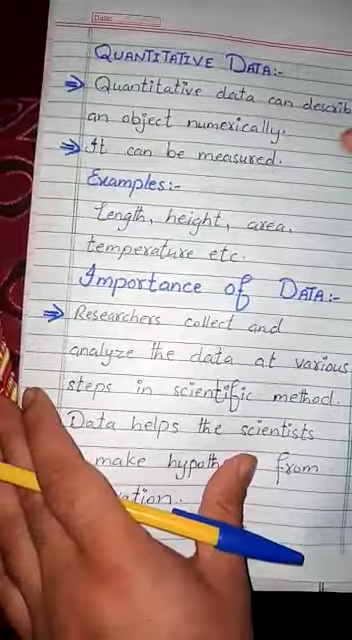 Date:
QUANTITATIVE DATA:-
⇒ Quantitative data can describ
an object numerically.
⇒ It can be measured.
Examples:-
Length, height, area,
temperature etc.
Importance of DATA:-
⇒ Researchers collect and
analyze the data at various
steps in scientific method.
Data helps the scientists
make hypoth from
vation.